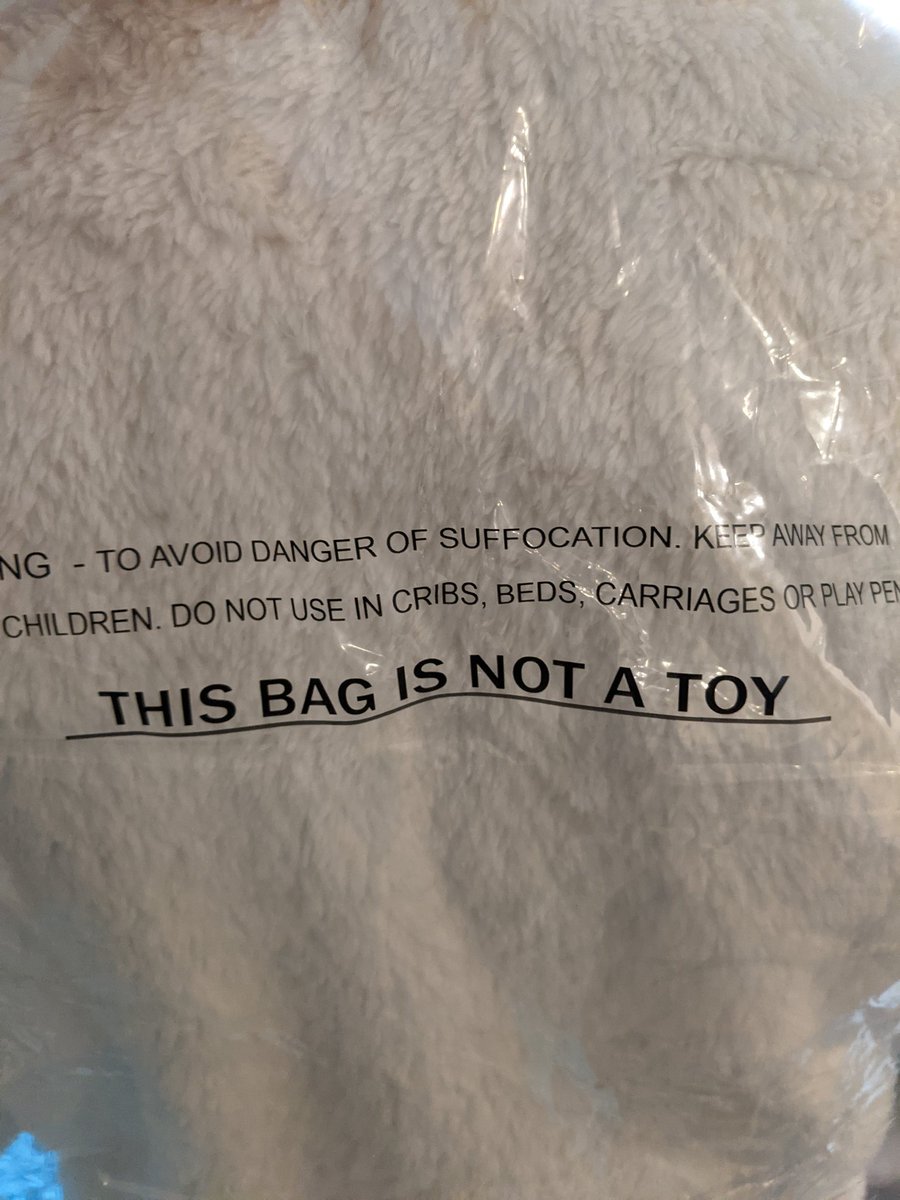 NG - TO AVOID DANGER OF SUFFOCATION. KEEP AWAY FROM
CHILDREN. DO NOT USE IN CRIBS, BEDS, CARRIAGES OR PLAY PEN
THIS BAG IS NOT A TOY